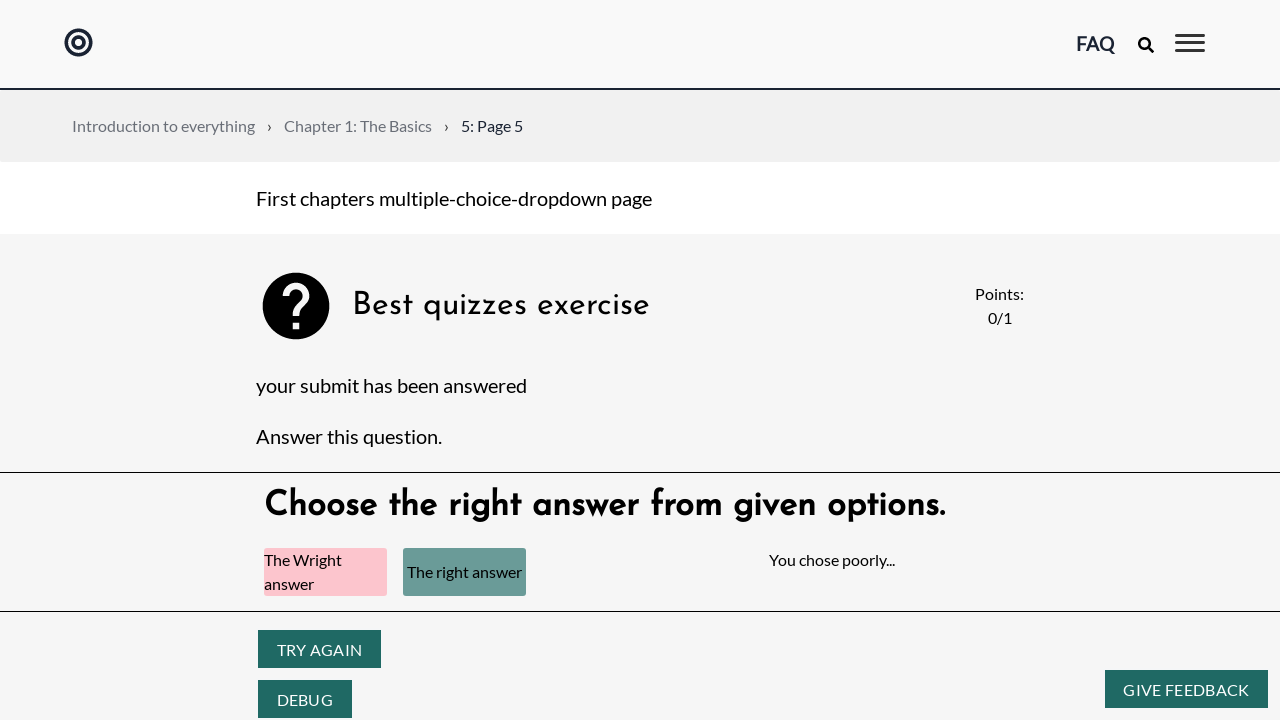 FAQ
Introduction to everything › Chapter 1: The Basics › 5: Page 5
First chapters multiple-choice-dropdown page
Best quizzes exercise
Points:
0/1
your submit has been answered
Answer this question.
Choose the right answer from given options.
The Wright
answer
The right answer
You chose poorly...
TRY AGAIN
DEBUG
GIVE FEEDBACK